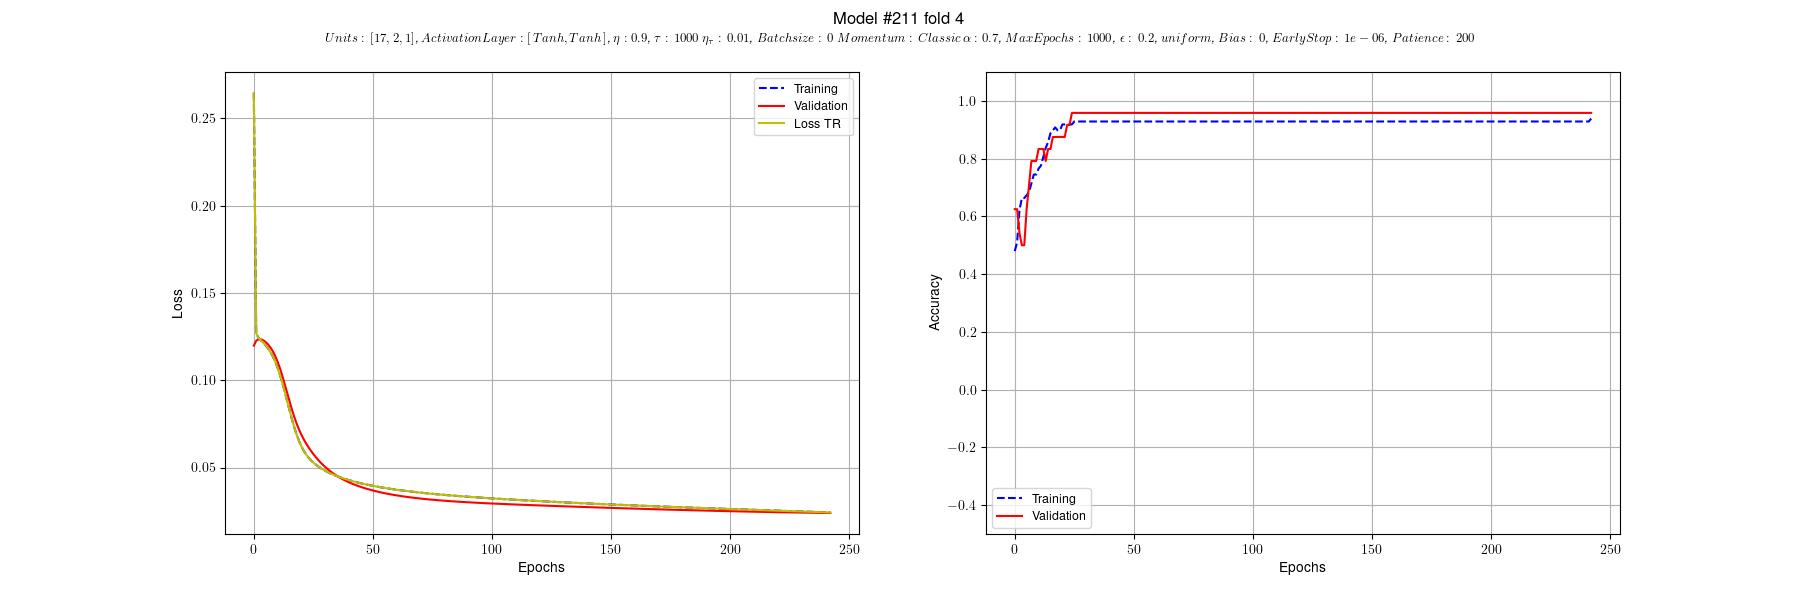 Model #211 fold 4
Units : [17, 2, 1], ActivationLayer : [Tanh, Tanh], η : 0.9, τ : 1000 ητ : 0.01, Batchsize : 0 Momentum : Classic α : 0.7, MaxEpochs : 1000, ϵ : 0.2, uniform, Bias : 0, EarlyStop : 1e − 06, Patience : 200
Training
Validation
Loss TR
0.25
0.20
0.15
0.10
0.05
Loss
0 50 100 150 200 250
Epochs
1.0
0.8
0.6
0.4
0.2
0.0
−0.2
−0.4
Accuracy
Training
Validation
0 50 100 150 200 250
Epochs